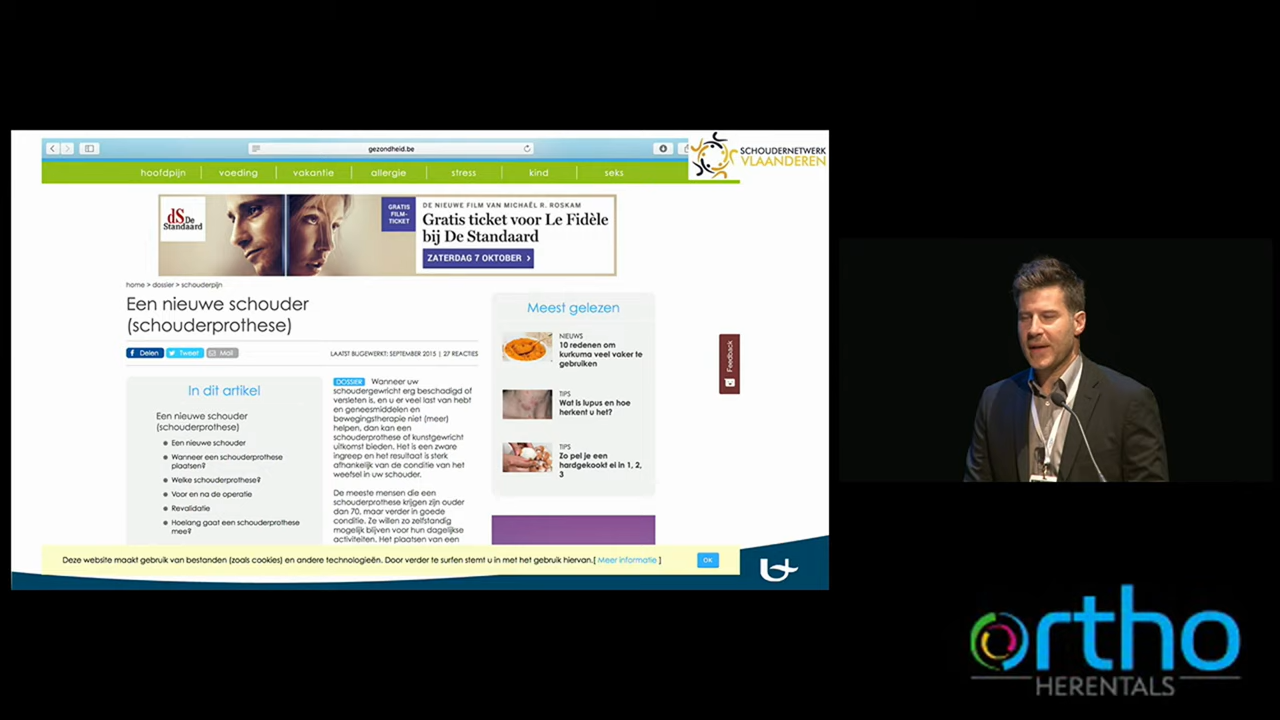 gezondheid.be
SCHOUDERNETWERK
VLAANDEREN
hoofdpijn
voeding
vakantie
allergie
stress
kind
seks
dS De
Standaard
GRATIS
FILM-
TICKET
DE NIEUWE FILM VAN MICHAËL R. ROSKAM
Gratis ticket voor Le Fidèle
bij De Standaard
ZATERDAG 7 OKTOBER >
home > dossier > schouderpijn
Een nieuwe schouder
(schouderprothese)
Delen
Tweet
Mail
LAATST BIJGEWERKT: SEPTEMBER 2015 | 27 REACTIES
In dit artikel
Een nieuwe schouder
(schouderprothese)
Een nieuwe schouder
Wanneer een schouderprothese
plaatsen?
Welke schouderprothese?
Voor en na de operatie
Revalidatie
Hoelang gaat een schouderprothese
mee?
DOSSIER Wanneer uw
schoudergewricht erg beschadigd of
versleten is, en u er veel last van hebt
en geneesmiddelen en
bewegingstherapie niet (meer)
helpen, dan kan een
schouderprothese of kunstgewricht
uitkomst bieden. Het is een zware
ingreep en het resultaat is sterk
afhankelijk van de conditie van het
weefsel in uw schouder.
De meeste mensen die een
schouderprothese krijgen zijn ouder
dan 70, maar verder in goede
conditie. Ze willen zo zelfstandig
mogelijk blijven voor hun dagelijkse
activiteiten. Het plaatsen van een
Meest gelezen
NIEUWS
10 redenen om
kurkuma veel vaker te
gebruiken
TIPS
Wat is lupus en hoe
herkent u het?
TIPS
Zo pel je een
hardgekookt ei in 1, 2,
3
Feedback
Deze website maakt gebruik van bestanden (zoals cookies) en andere technologieën. Door verder te surfen stemt u in met het gebruik hiervan.[ Meer informatie ]
OK
ortho
HERENTALS